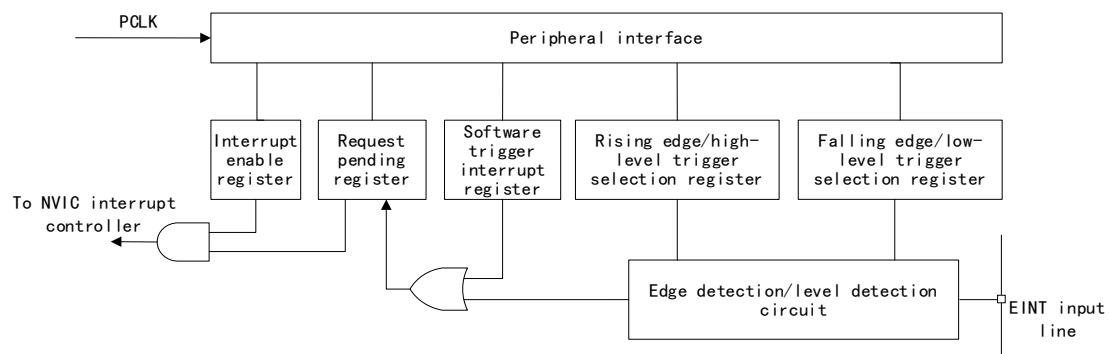 PCLK
Peripheral interface
Interrupt
enable
register
Request
pending
register
Software
trigger
interrupt
register
Rising edge/high-
level trigger
selection register
Falling edge/low-
level trigger
selection register
To NVIC interrupt
controller
Edge detection/level detection
circuit
EINT input
line